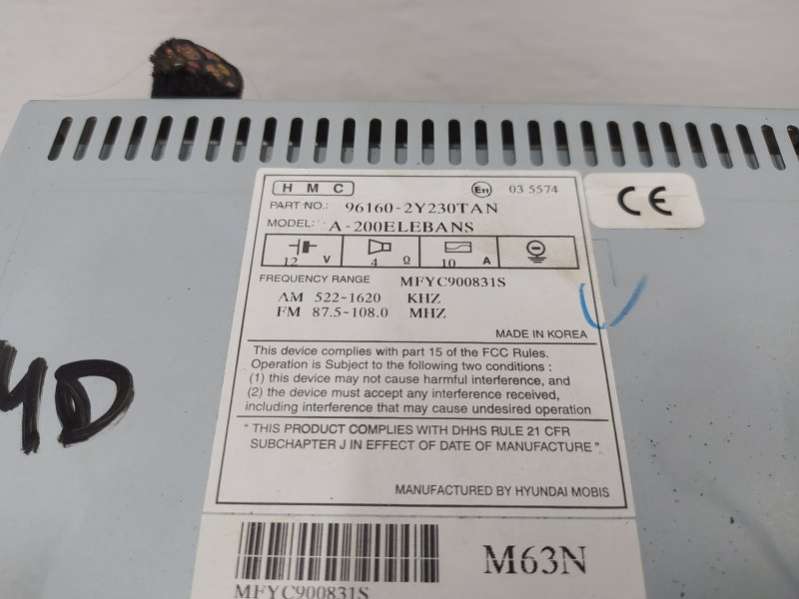 HMC E11 03 5574
PART NO.: 96160-2Y230TAN
MODEL: A-200ELEBANS
12 V 4 Ω 10 A
FREQUENCY RANGE MFYC900831S
AM 522-1620 KHZ
FM 87.5-108.0 MHZ
MADE IN KOREA
This device complies with part 15 of the FCC Rules.
Operation is Subject to the following two conditions :
(1) this device may not cause harmful interference, and
(2) the device must accept any interference received,
including interference that may cause undesired operation
" THIS PRODUCT COMPLIES WITH DHHS RULE 21 CFR
SUBCHAPTER J IN EFFECT OF DATE OF MANUFACTURE "
MANUFACTURED BY HYUNDAI MOBIS
M63N
MFYC900831S
CE